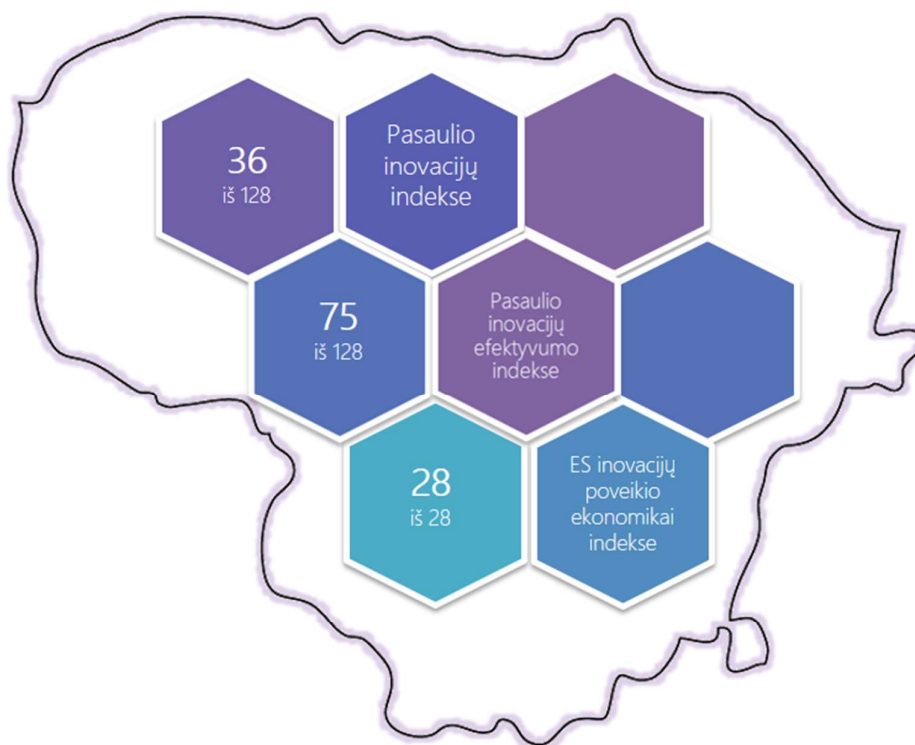 36
iš 128
Pasaulio
inovacijų
indekse
75
iš 128
Pasaulio
inovacijų
efektyvumo
indekse
28
iš 28
ES inovacijų
poveikio
ekonomikai
indekse